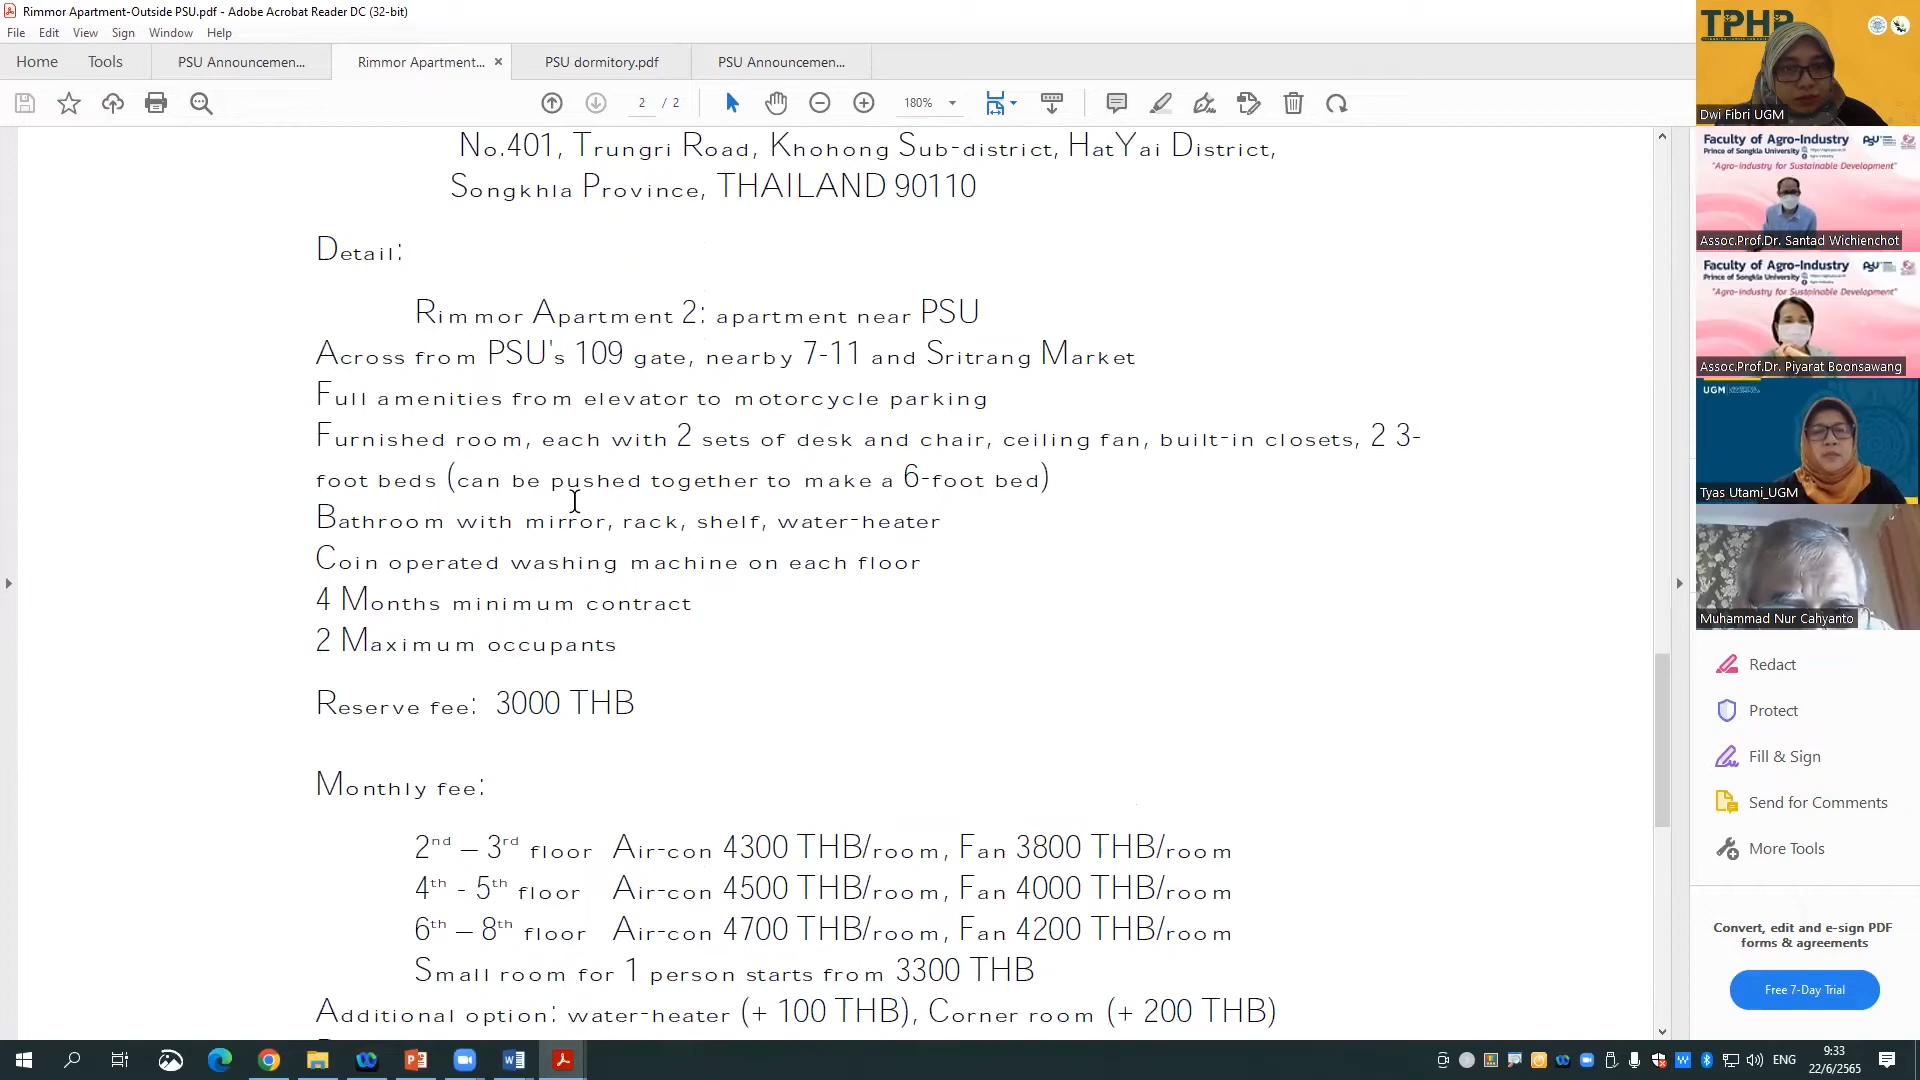 Rimmor Apartment-Outside PSU.pdf - Adobe Acrobat Reader DC (32-bit)
File Edit View Sign Window Help
Home Tools PSU Announcemen... Rimmor Apartment... × PSU dormitory.pdf PSU Announcemen...
2 / 2 180%
No.401, Trungri Road, Khohong Sub-district, HatYai District,
Songkhla Province, THAILAND 90110
Detail:
Rimmor Apartment 2: apartment near PSU
Across from PSU's 109 gate, nearby 7-11 and Sritrang Market
Full amenities from elevator to motorcycle parking
Furnished room, each with 2 sets of desk and chair, ceiling fan, built-in closets, 2 3-
foot beds (can be pushed together to make a 6-foot bed)
Bathroom with mirror, rack, shelf, water-heater
Coin operated washing machine on each floor
4 Months minimum contract
2 Maximum occupants
Reserve fee: 3000 THB
Monthly fee:
2nd – 3rd floor Air-con 4300 THB/room, Fan 3800 THB/room
4th - 5th floor Air-con 4500 THB/room, Fan 4000 THB/room
6th – 8th floor Air-con 4700 THB/room, Fan 4200 THB/room
Small room for 1 person starts from 3300 THB
Additional option: water-heater (+ 100 THB), Corner room (+ 200 THB)
TPHP
Dwi Fibri UGM
Faculty of Agro-Industry
Prince of Songkla University
"Agro-industry for Sustainable Development"
Assoc.Prof.Dr. Santad Wichienchot
Faculty of Agro-Industry
Prince of Songkla University
"Agro-industry for Sustainable Development"
Assoc.Prof.Dr. Piyarat Boonsawang
UGM
Tyas Utami_UGM
Muhammad Nur Cahyanto
Redact
Protect
Fill & Sign
Send for Comments
More Tools
Convert, edit and e-sign PDF
forms & agreements
Free 7-Day Trial
ENG
9:33
22/6/2565